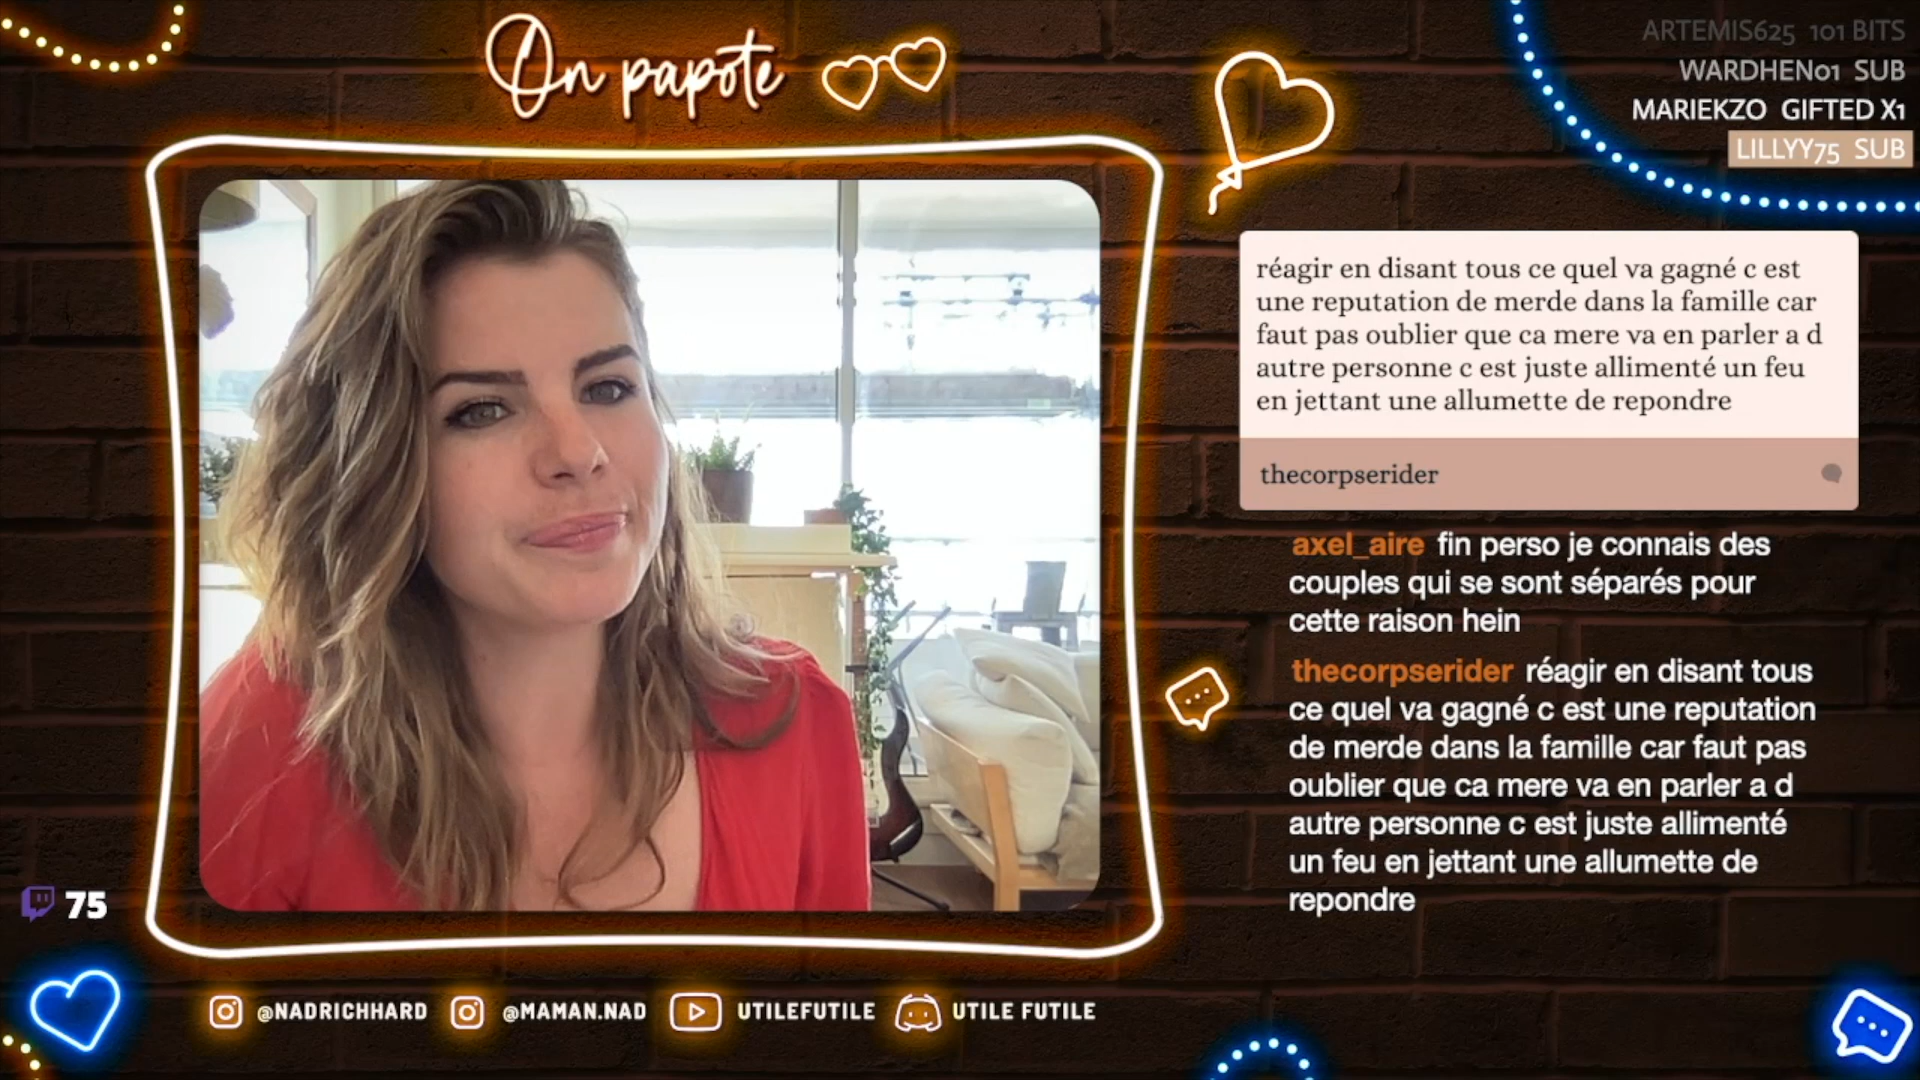 On papote
ARTEMIS625 101 BITS
WARDHEN01 SUB
MARIEKZO GIFTED X1
LILLYY75 SUB
réagir en disant tous ce quel va gagné c est
une reputation de merde dans la famille car
faut pas oublier que ca mere va en parler a d
autre personne c est juste allimenté un feu
en jettant une allumette de repondre
thecorpserider
axel_aire fin perso je connais des
couples qui se sont séparés pour
cette raison hein
thecorpserider réagir en disant tous
ce quel va gagné c est une reputation
de merde dans la famille car faut pas
oublier que ca mere va en parler a d
autre personne c est juste allimenté
un feu en jettant une allumette de
repondre
75
@NADRICHHARD @MAMAN.NAD UTILEFUTILE UTILE FUTILE